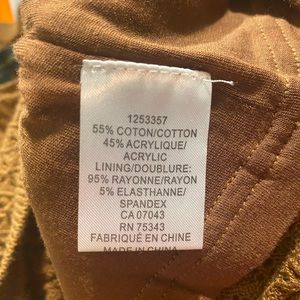 1253357
55% COTON/COTTON
45% ACRYLIQUE/
ACRYLIC
LINING/DOUBLURE:
95% RAYONNE/RAYON
5% ELASTHANNE/
SPANDEX
CA 07043
RN 75343
FABRIQUÉ EN CHINE
MADE IN CHINA